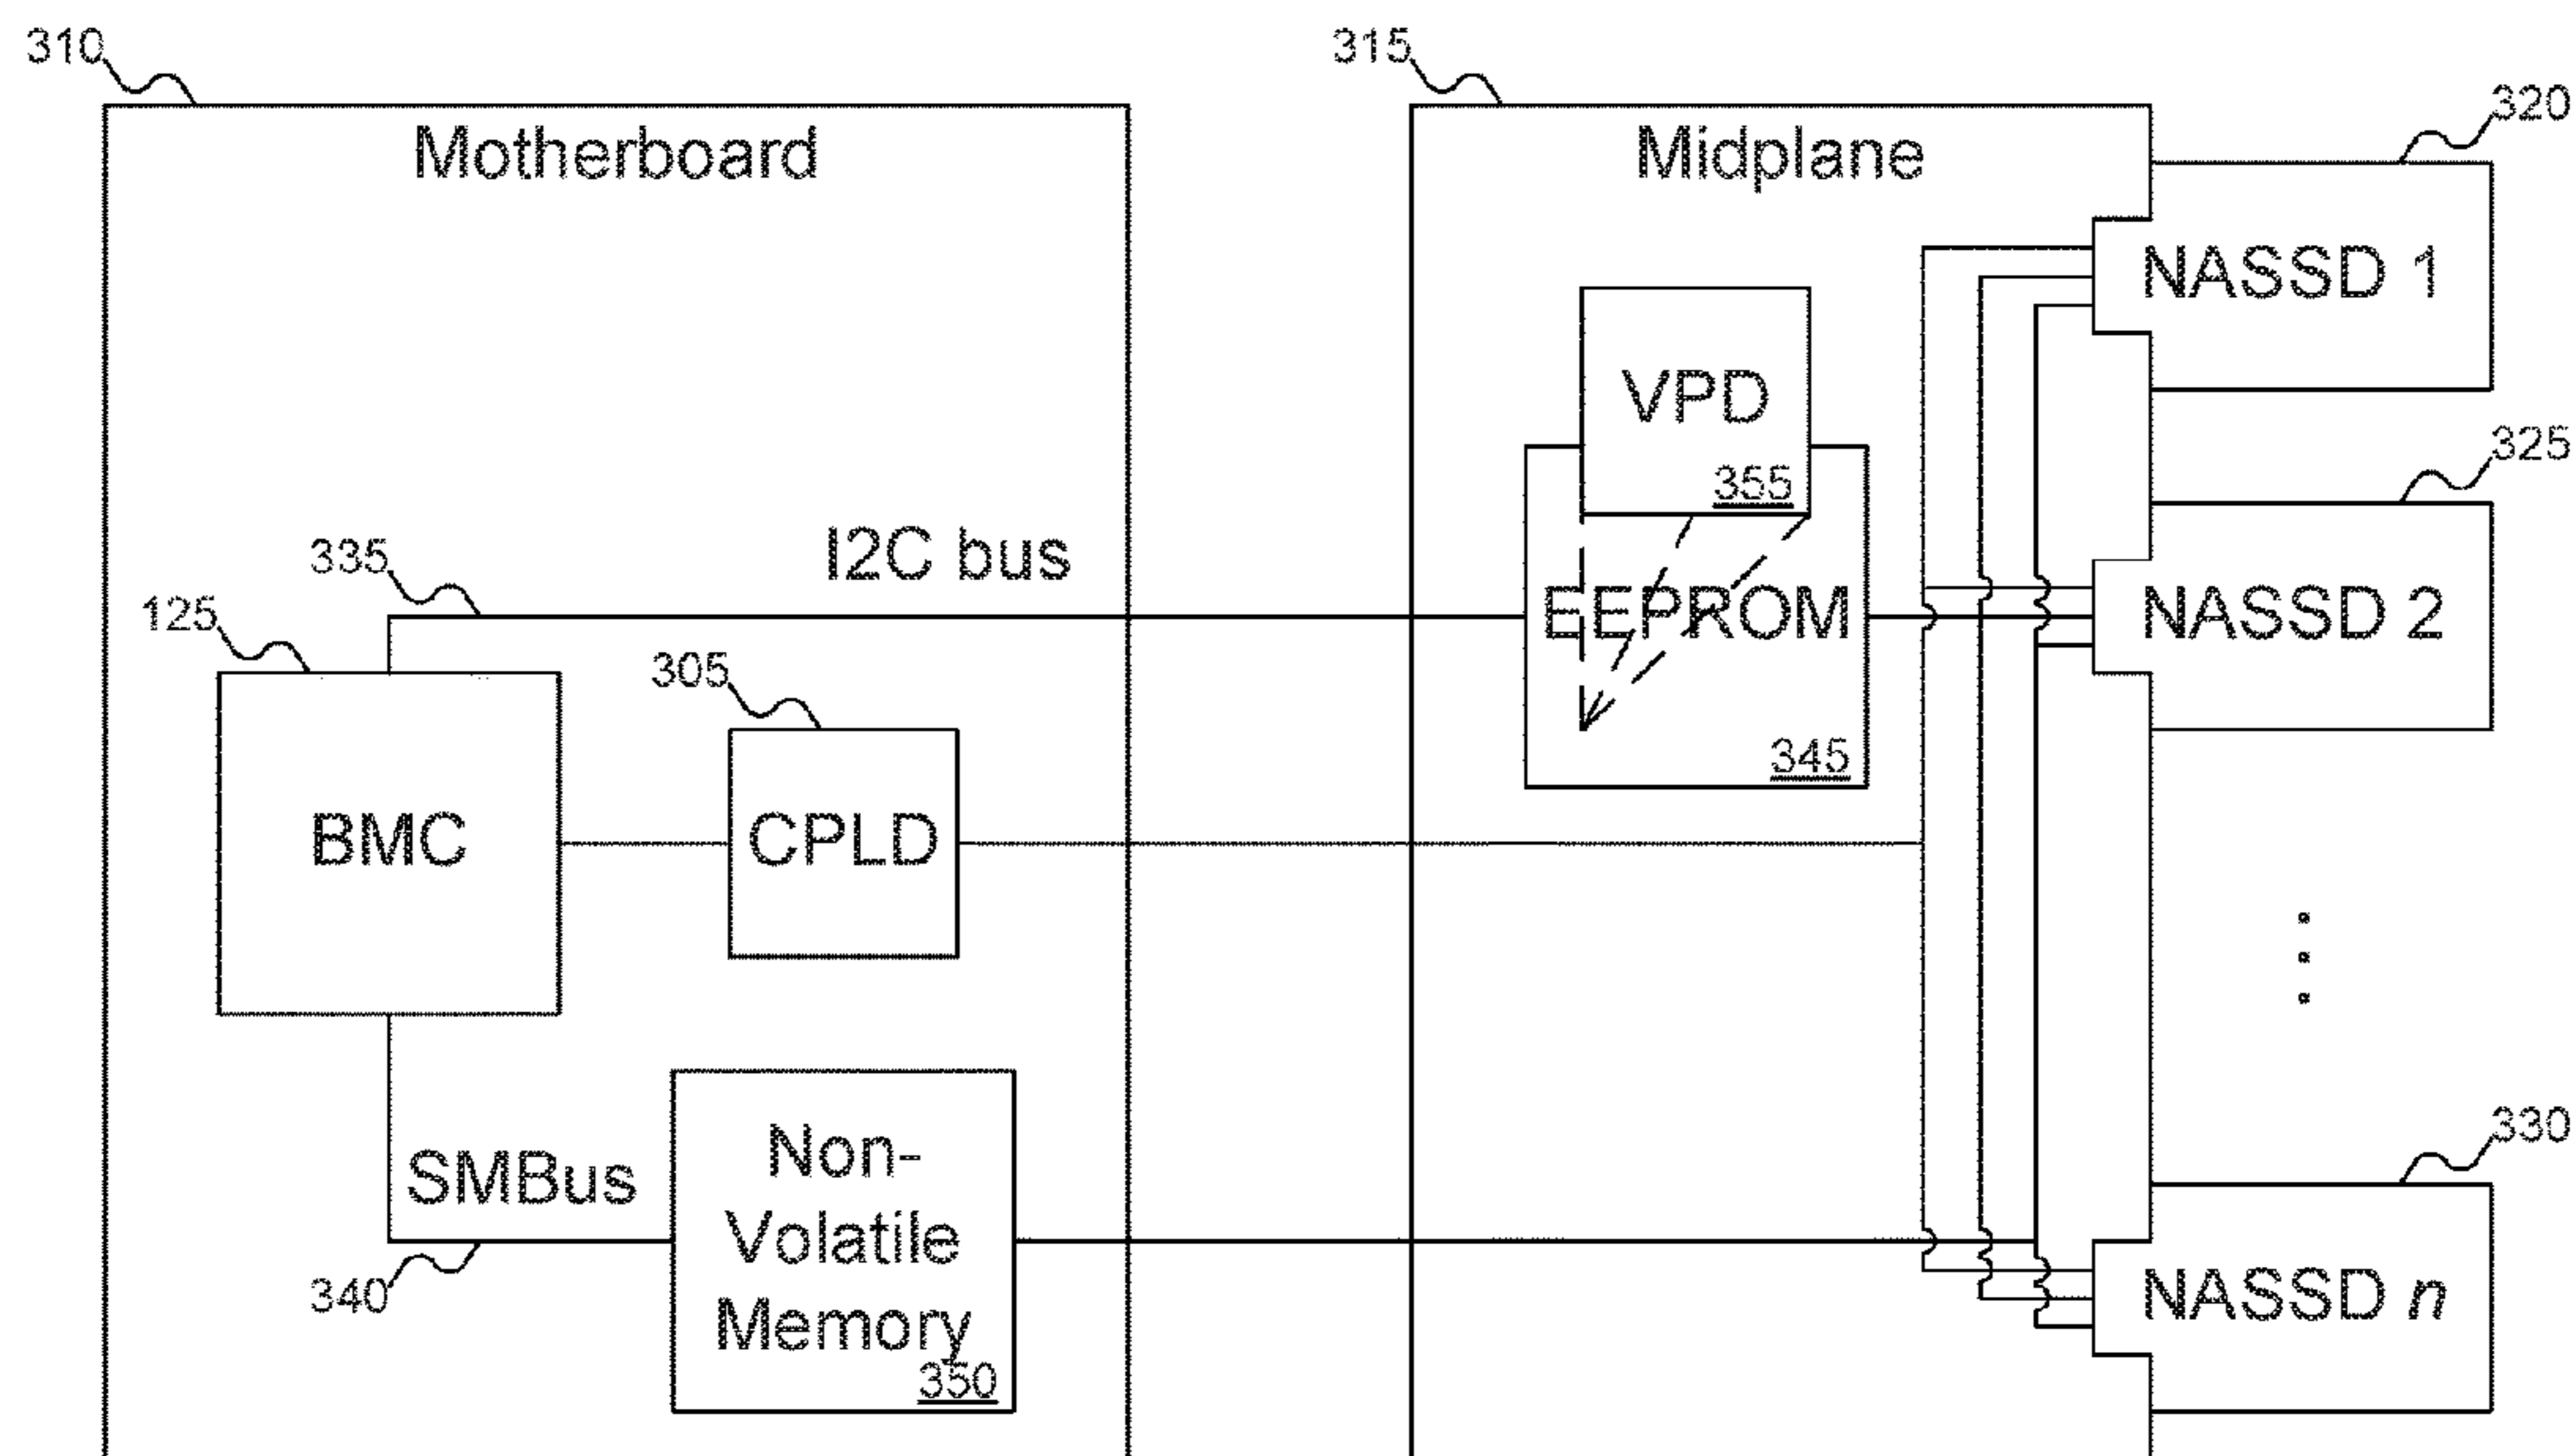 310
315
320
Motherboard
Midplane
NASSD 1
VPD
355
325
I2C bus
335
EEPROM
345
NASSD 2
125
305
BMC
CPLD
330
SMBus
340
Non-
Volatile
Memory
350
NASSD n